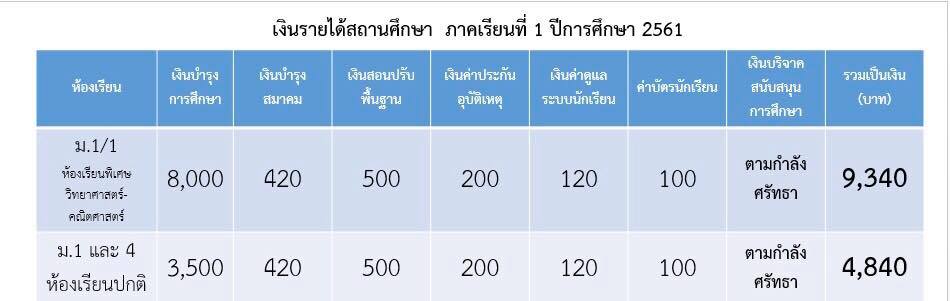 เงินรายได้สถานศึกษา ภาคเรียนที่ 1 ปีการศึกษา 2561
ห้องเรียน
เงินบำรุง
การศึกษา
เงินบำรุง
สมาคม
เงินสอนปรับ
พื้นฐาน
เงินค่าประกัน
อุบัติเหตุ
เงินค่าดูแล
ระบบนักเรียน
ค่าบัตรนักเรียน
เงินบริจาค
สนับสนุน
การศึกษา
รวมเป็นเงิน
(บาท)
ม.1/1
ห้องเรียนพิเศษ
วิทยาศาสตร์-
คณิตศาสตร์
8,000
420
500
200
120
100
ตามกำลัง
ศรัทธา
9,340
ม.1 และ 4
ห้องเรียนปกติ
3,500
420
500
200
120
100
ตามกำลัง
ศรัทธา
4,840